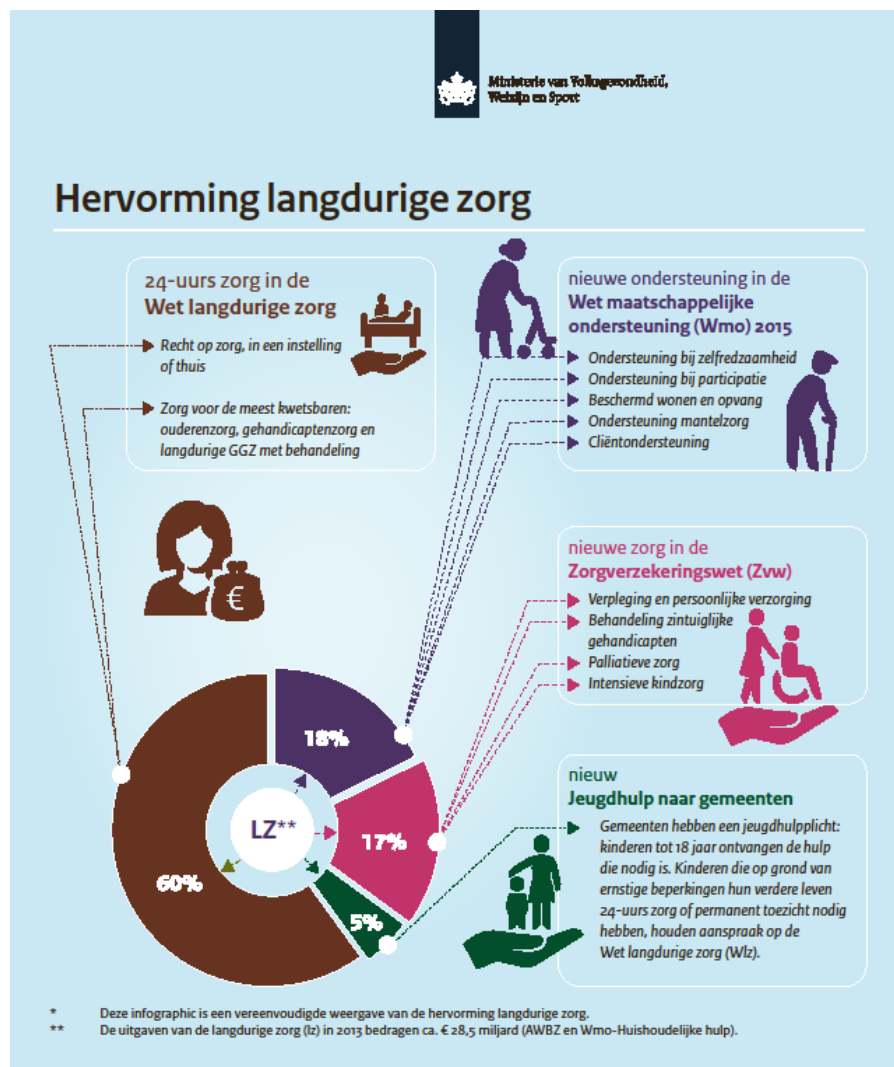 Ministerie van Volksgezondheid,
Welzijn en Sport
Hervorming langdurige zorg
24-uurs zorg in de
Wet langdurige zorg
Recht op zorg, in een instelling
of thuis
Zorg voor de meest kwetsbaren:
ouderenzorg, gehandicaptenzorg en
langdurige GGZ met behandeling
nieuwe ondersteuning in de
Wet maatschappelijke
ondersteuning (Wmo) 2015
Ondersteuning bij zelfredzaamheid
Ondersteuning bij participatie
Beschermd wonen en opvang
Ondersteuning mantelzorg
Cliëntondersteuning
€
nieuwe zorg in de
Zorgverzekeringswet (Zvw)
Verpleging en persoonlijke verzorging
Behandeling zintuiglijke
gehandicapten
Palliatieve zorg
Intensieve kindzorg
18%
17%
5%
60%
LZ**
nieuw
Jeugdhulp naar gemeenten
Gemeenten hebben een jeugdhulpplicht:
kinderen tot 18 jaar ontvangen de hulp
die nodig is. Kinderen die op grond van
ernstige beperkingen hun verdere leven
24-uurs zorg of permanent toezicht nodig
hebben, houden aanspraak op de
Wet langdurige zorg (Wlz).
* Deze infographic is een vereenvoudigde weergave van de hervorming langdurige zorg.
** De uitgaven van de langdurige zorg (lz) in 2013 bedragen ca. € 28,5 miljard (AWBZ en Wmo-Huishoudelijke hulp).